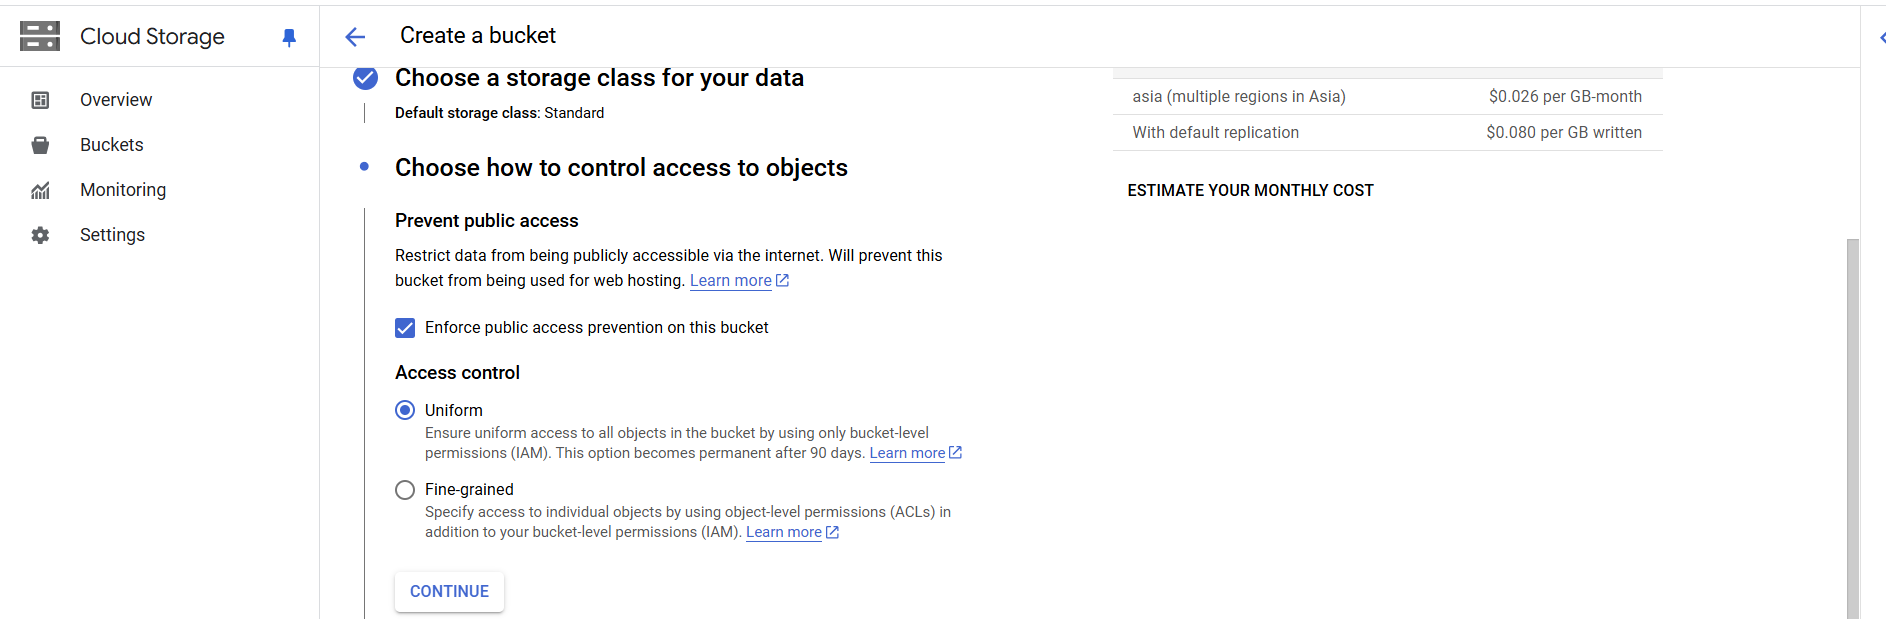 Cloud Storage
Overview
Buckets
Monitoring
Settings
Create a bucket
Choose a storage class for your data
Default storage class: Standard
Choose how to control access to objects
Prevent public access
Restrict data from being publicly accessible via the internet. Will prevent this
bucket from being used for web hosting. Learn more
Enforce public access prevention on this bucket
Access control
Uniform
Ensure uniform access to all objects in the bucket by using only bucket-level
permissions (IAM). This option becomes permanent after 90 days. Learn more
Fine-grained
Specify access to individual objects by using object-level permissions (ACLs) in
addition to your bucket-level permissions (IAM). Learn more
CONTINUE
asia (multiple regions in Asia) $0.026 per GB-month
With default replication $0.080 per GB written
ESTIMATE YOUR MONTHLY COST